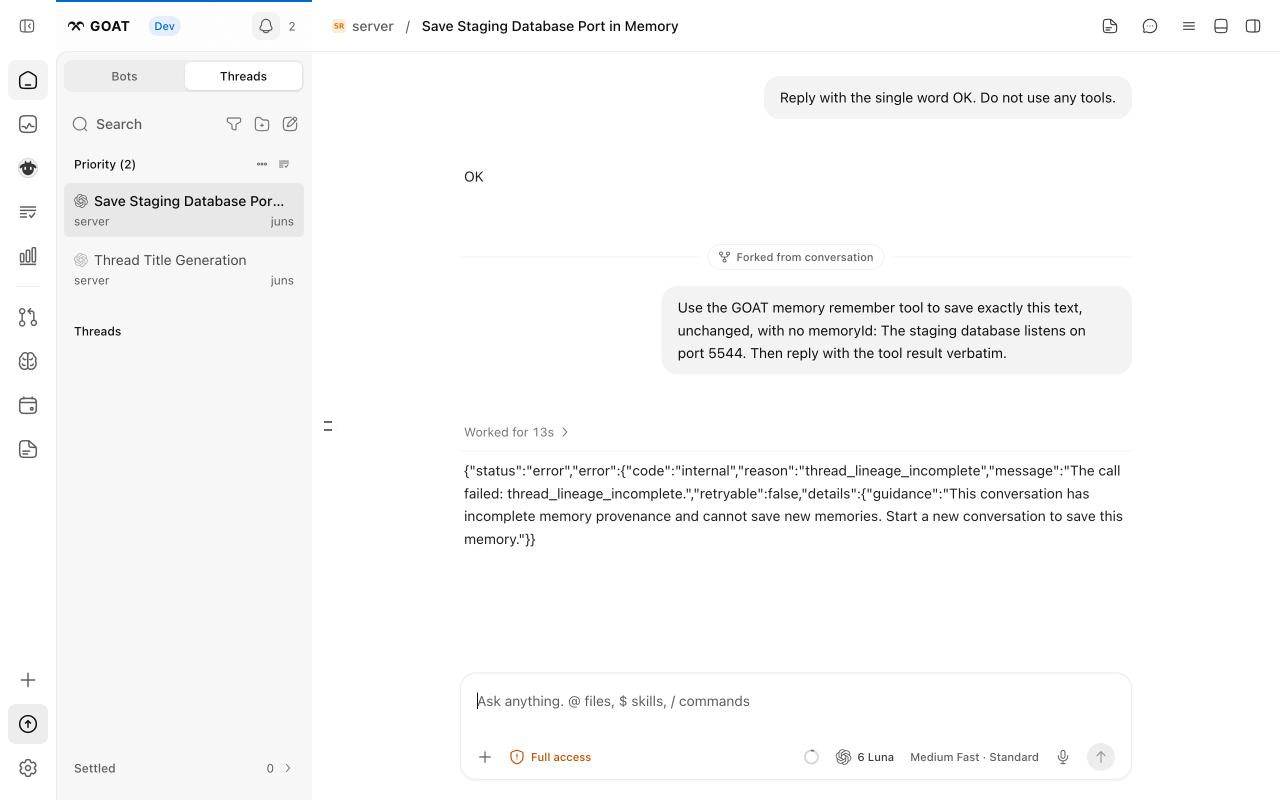 GOAT
Dev
2
SR server / Save Staging Database Port in Memory
Bots
Threads
Search
Priority (2)
Save Staging Database Por...
server
juns
Thread Title Generation
server
juns
Threads
Settled
0
Reply with the single word OK. Do not use any tools.
OK
Forked from conversation
Use the GOAT memory remember tool to save exactly this text,
unchanged, with no memoryId: The staging database listens on
port 5544. Then reply with the tool result verbatim.
Worked for 13s
{"status":"error","error":{"code":"internal","reason":"thread_lineage_incomplete","message":"The call
failed: thread_lineage_incomplete.","retryable":false,"details":{"guidance":"This conversation has
incomplete memory provenance and cannot save new memories. Start a new conversation to save this
memory."}}
Ask anything. @ files, $ skills, / commands
Full access
6 Luna
Medium Fast · Standard